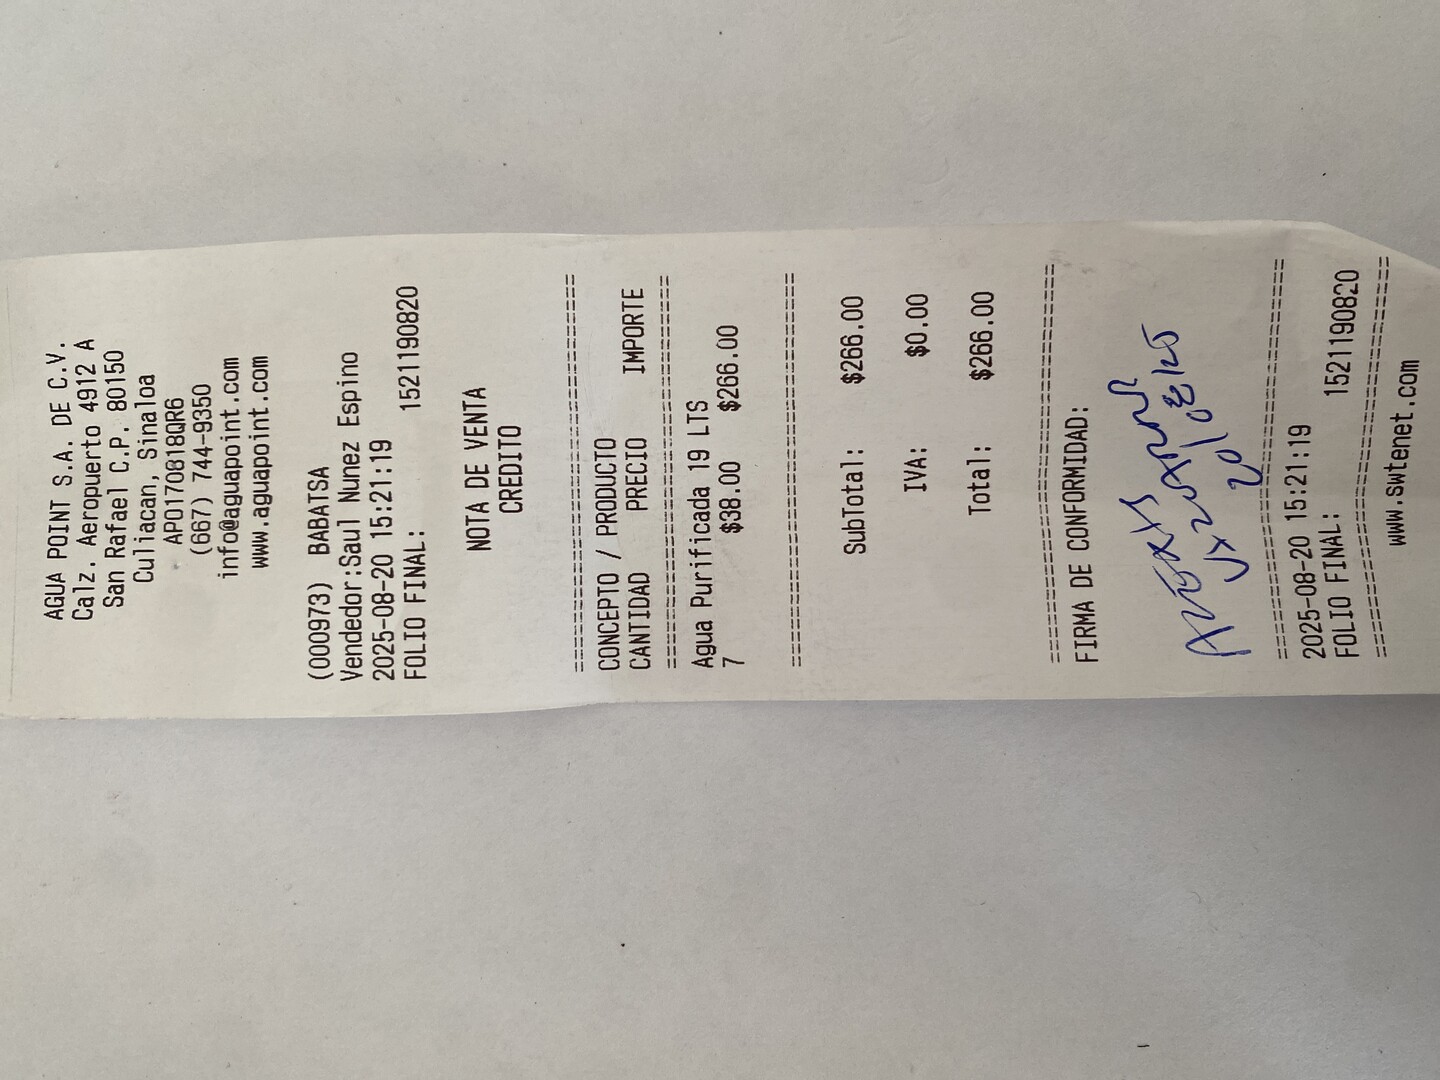 AGUA POINT S.A. DE C.V.
Calz. Aeropuerto 4912 A
San Rafael C.P. 80150
Culiacan, Sinaloa
APO170818QR6
(667) 744-9350
info@aguapoint.com
www.aguapoint.com
(000973) BABATSA
Vendedor:Saul Nunez Espino
2025-08-20 15:21:19
FOLIO FINAL: 1521190820
NOTA DE VENTA
CREDITO
===================================
CONCEPTO / PRODUCTO
CANTIDAD PRECIO IMPORTE
===================================
Agua Purificada 19 LTS
7 $38.00 $266.00
===================================
SubTotal: $266.00
IVA: $0.00
Total: $266.00
===================================
FIRMA DE CONFORMIDAD:
===================================
2025-08-20 15:21:19
FOLIO FINAL: 1521190820
===================================
www.swtenet.com